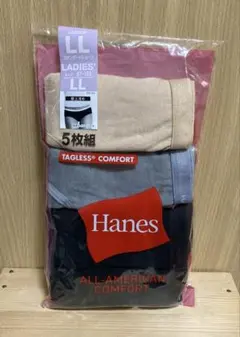 LL
LADIES'
LL
5枚組
TAGLESS® COMFORT
Hanes
ALL-AMERICAN
COMFORT